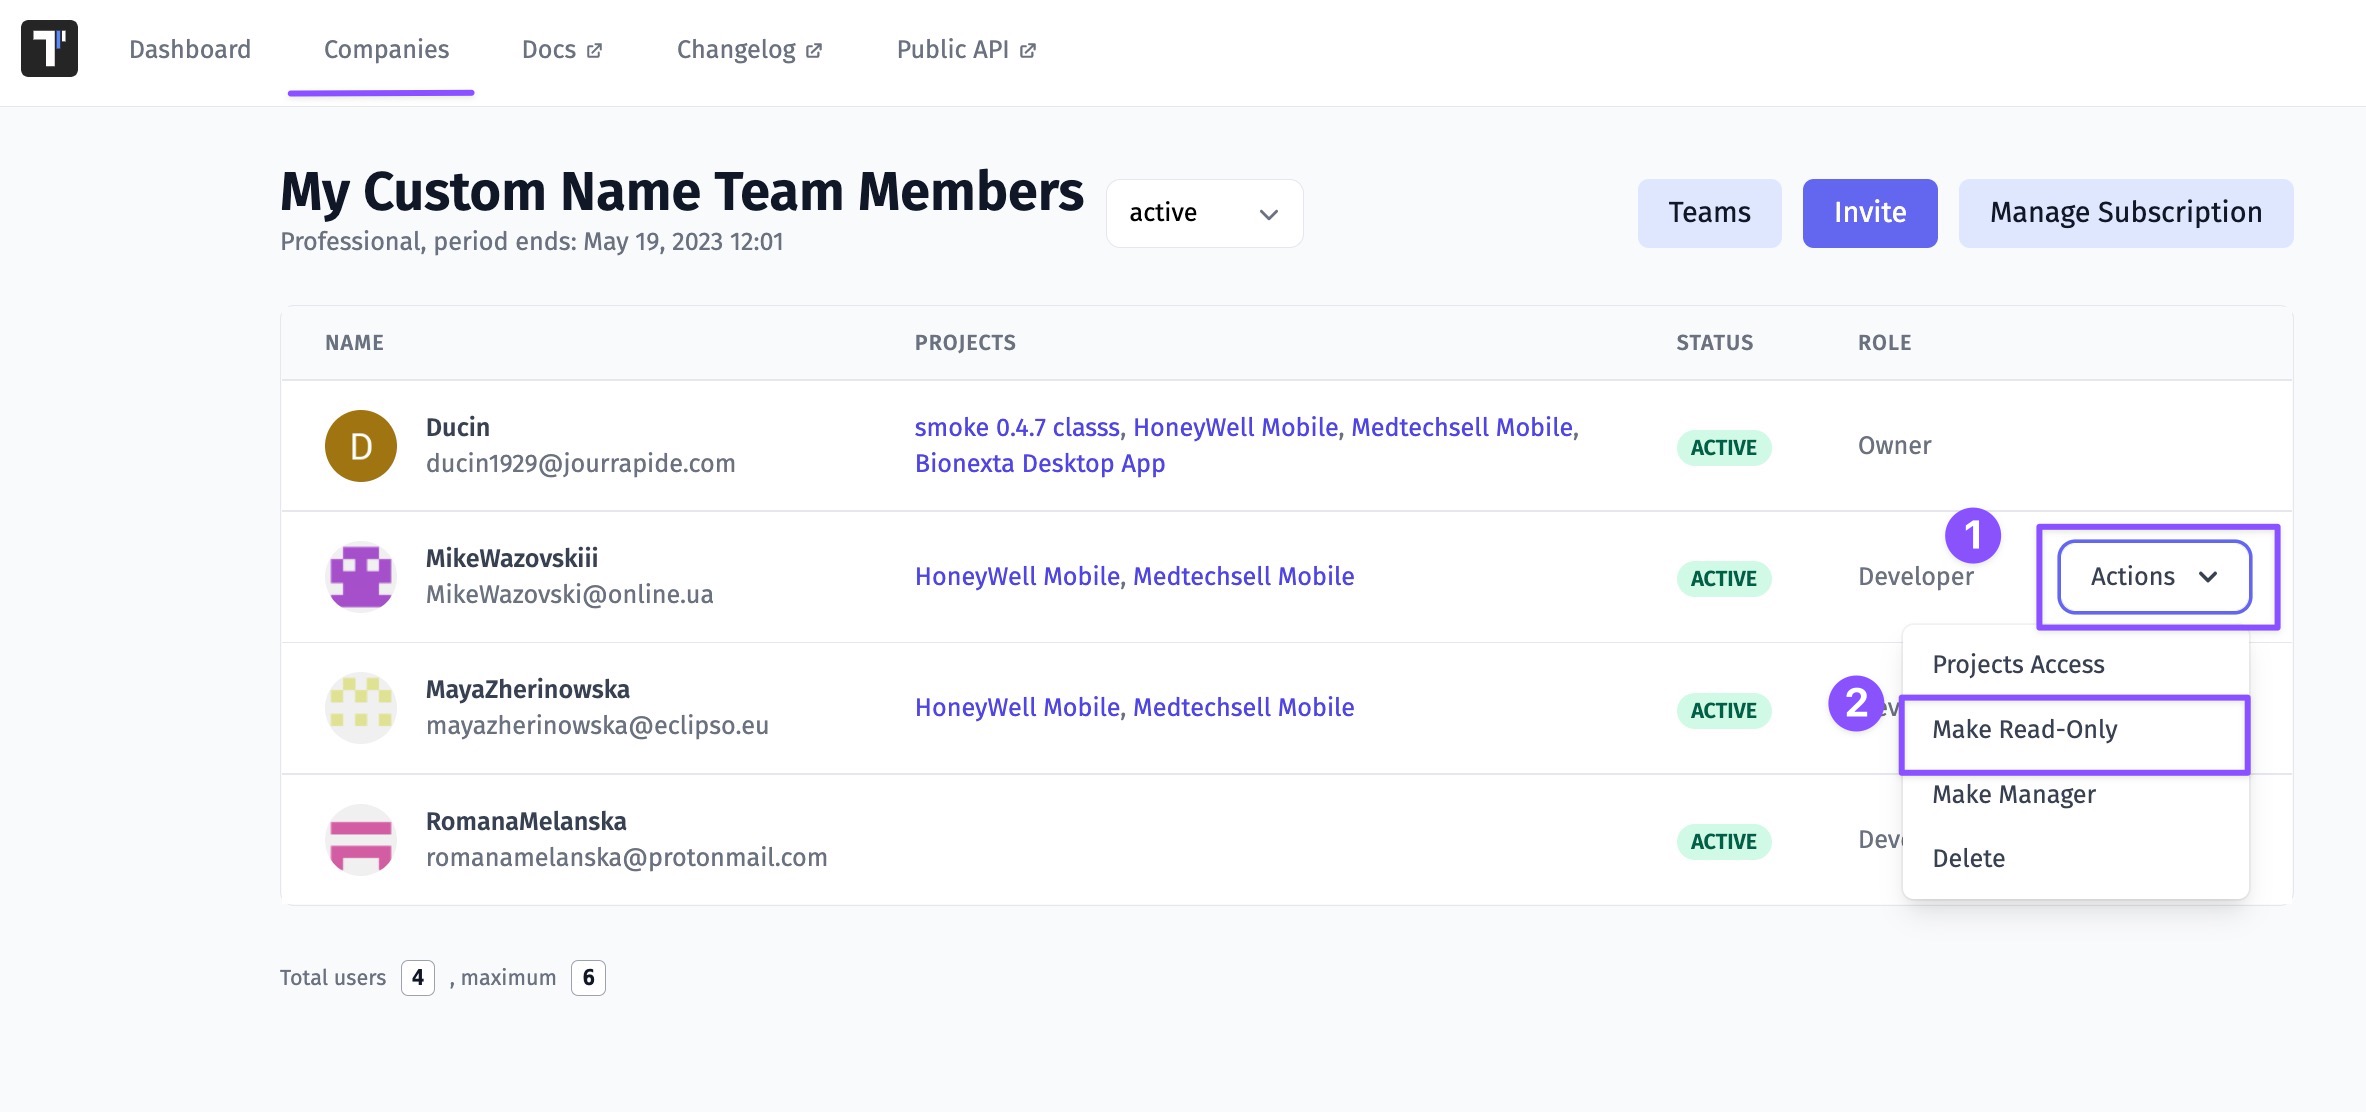 Dashboard Companies Docs Changelog Public API
My Custom Name Team Members
active
Teams Invite Manage Subscription
Professional, period ends: May 19, 2023 12:01
NAME PROJECTS STATUS ROLE
D
Ducin
ducin1929@jourrapide.com
smoke 0.4.7 classs, HoneyWell Mobile, Medtechsell Mobile,
Bionexta Desktop App
ACTIVE
Owner
MikeWazovskiii
MikeWazovski@online.ua
HoneyWell Mobile, Medtechsell Mobile
ACTIVE
Developer
1
Actions
Projects Access
2
Make Read-Only
Make Manager
Delete
MayaZherinowska
mayazherinowska@eclipso.eu
HoneyWell Mobile, Medtechsell Mobile
ACTIVE
RomanaMelanska
romanamelanska@protonmail.com
ACTIVE
Total users 4 , maximum 6